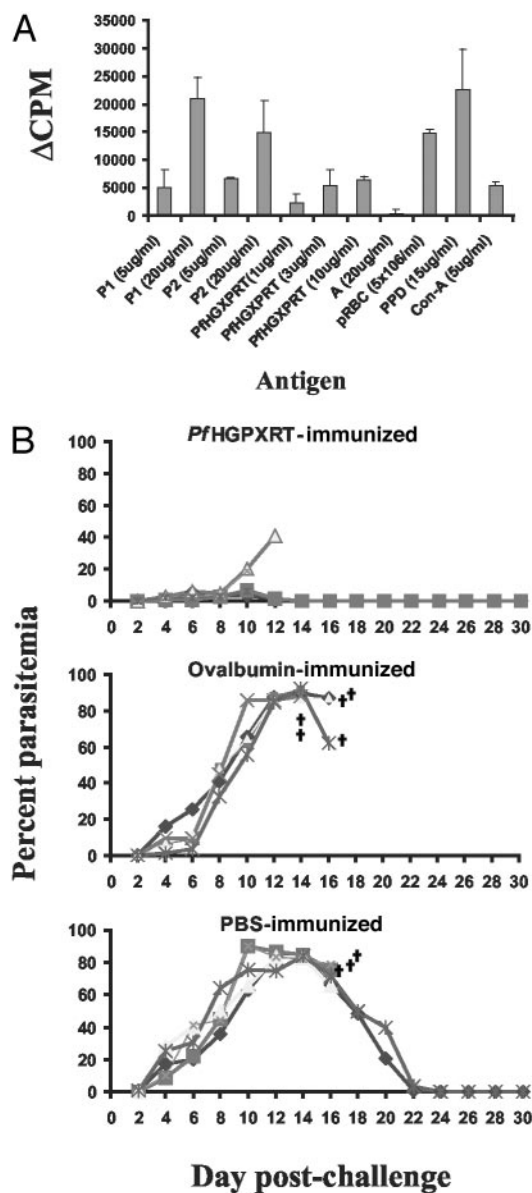 A
ΔCPM
35000
30000
25000
20000
15000
10000
5000
0
P1 (5ug/ml)
P1 (20ug/ml)
P2 (5ug/ml)
P2 (20ug/ml)
PfHGXPRT(1ug/ml)
PfHGXPRT (3ug/ml)
PfHGXPRT (10ug/ml)
A (20ug/ml)
pRBC (5x106/ml)
PPD (15ug/ml)
Con-A (5ug/ml)
Antigen
B
Percent parasitemia
PfHGPXRT-immunized
100
80
60
40
20
0
0 2 4 6 8 10 12 14 16 18 20 22 24 26 28 30
Ovalbumin-immunized
100
80
60
40
20
0
0 2 4 6 8 10 12 14 16 18 20 22 24 26 28 30
PBS-immunized
100
80
60
40
20
0
0 2 4 6 8 10 12 14 16 18 20 22 24 26 28 30
Day post-challenge